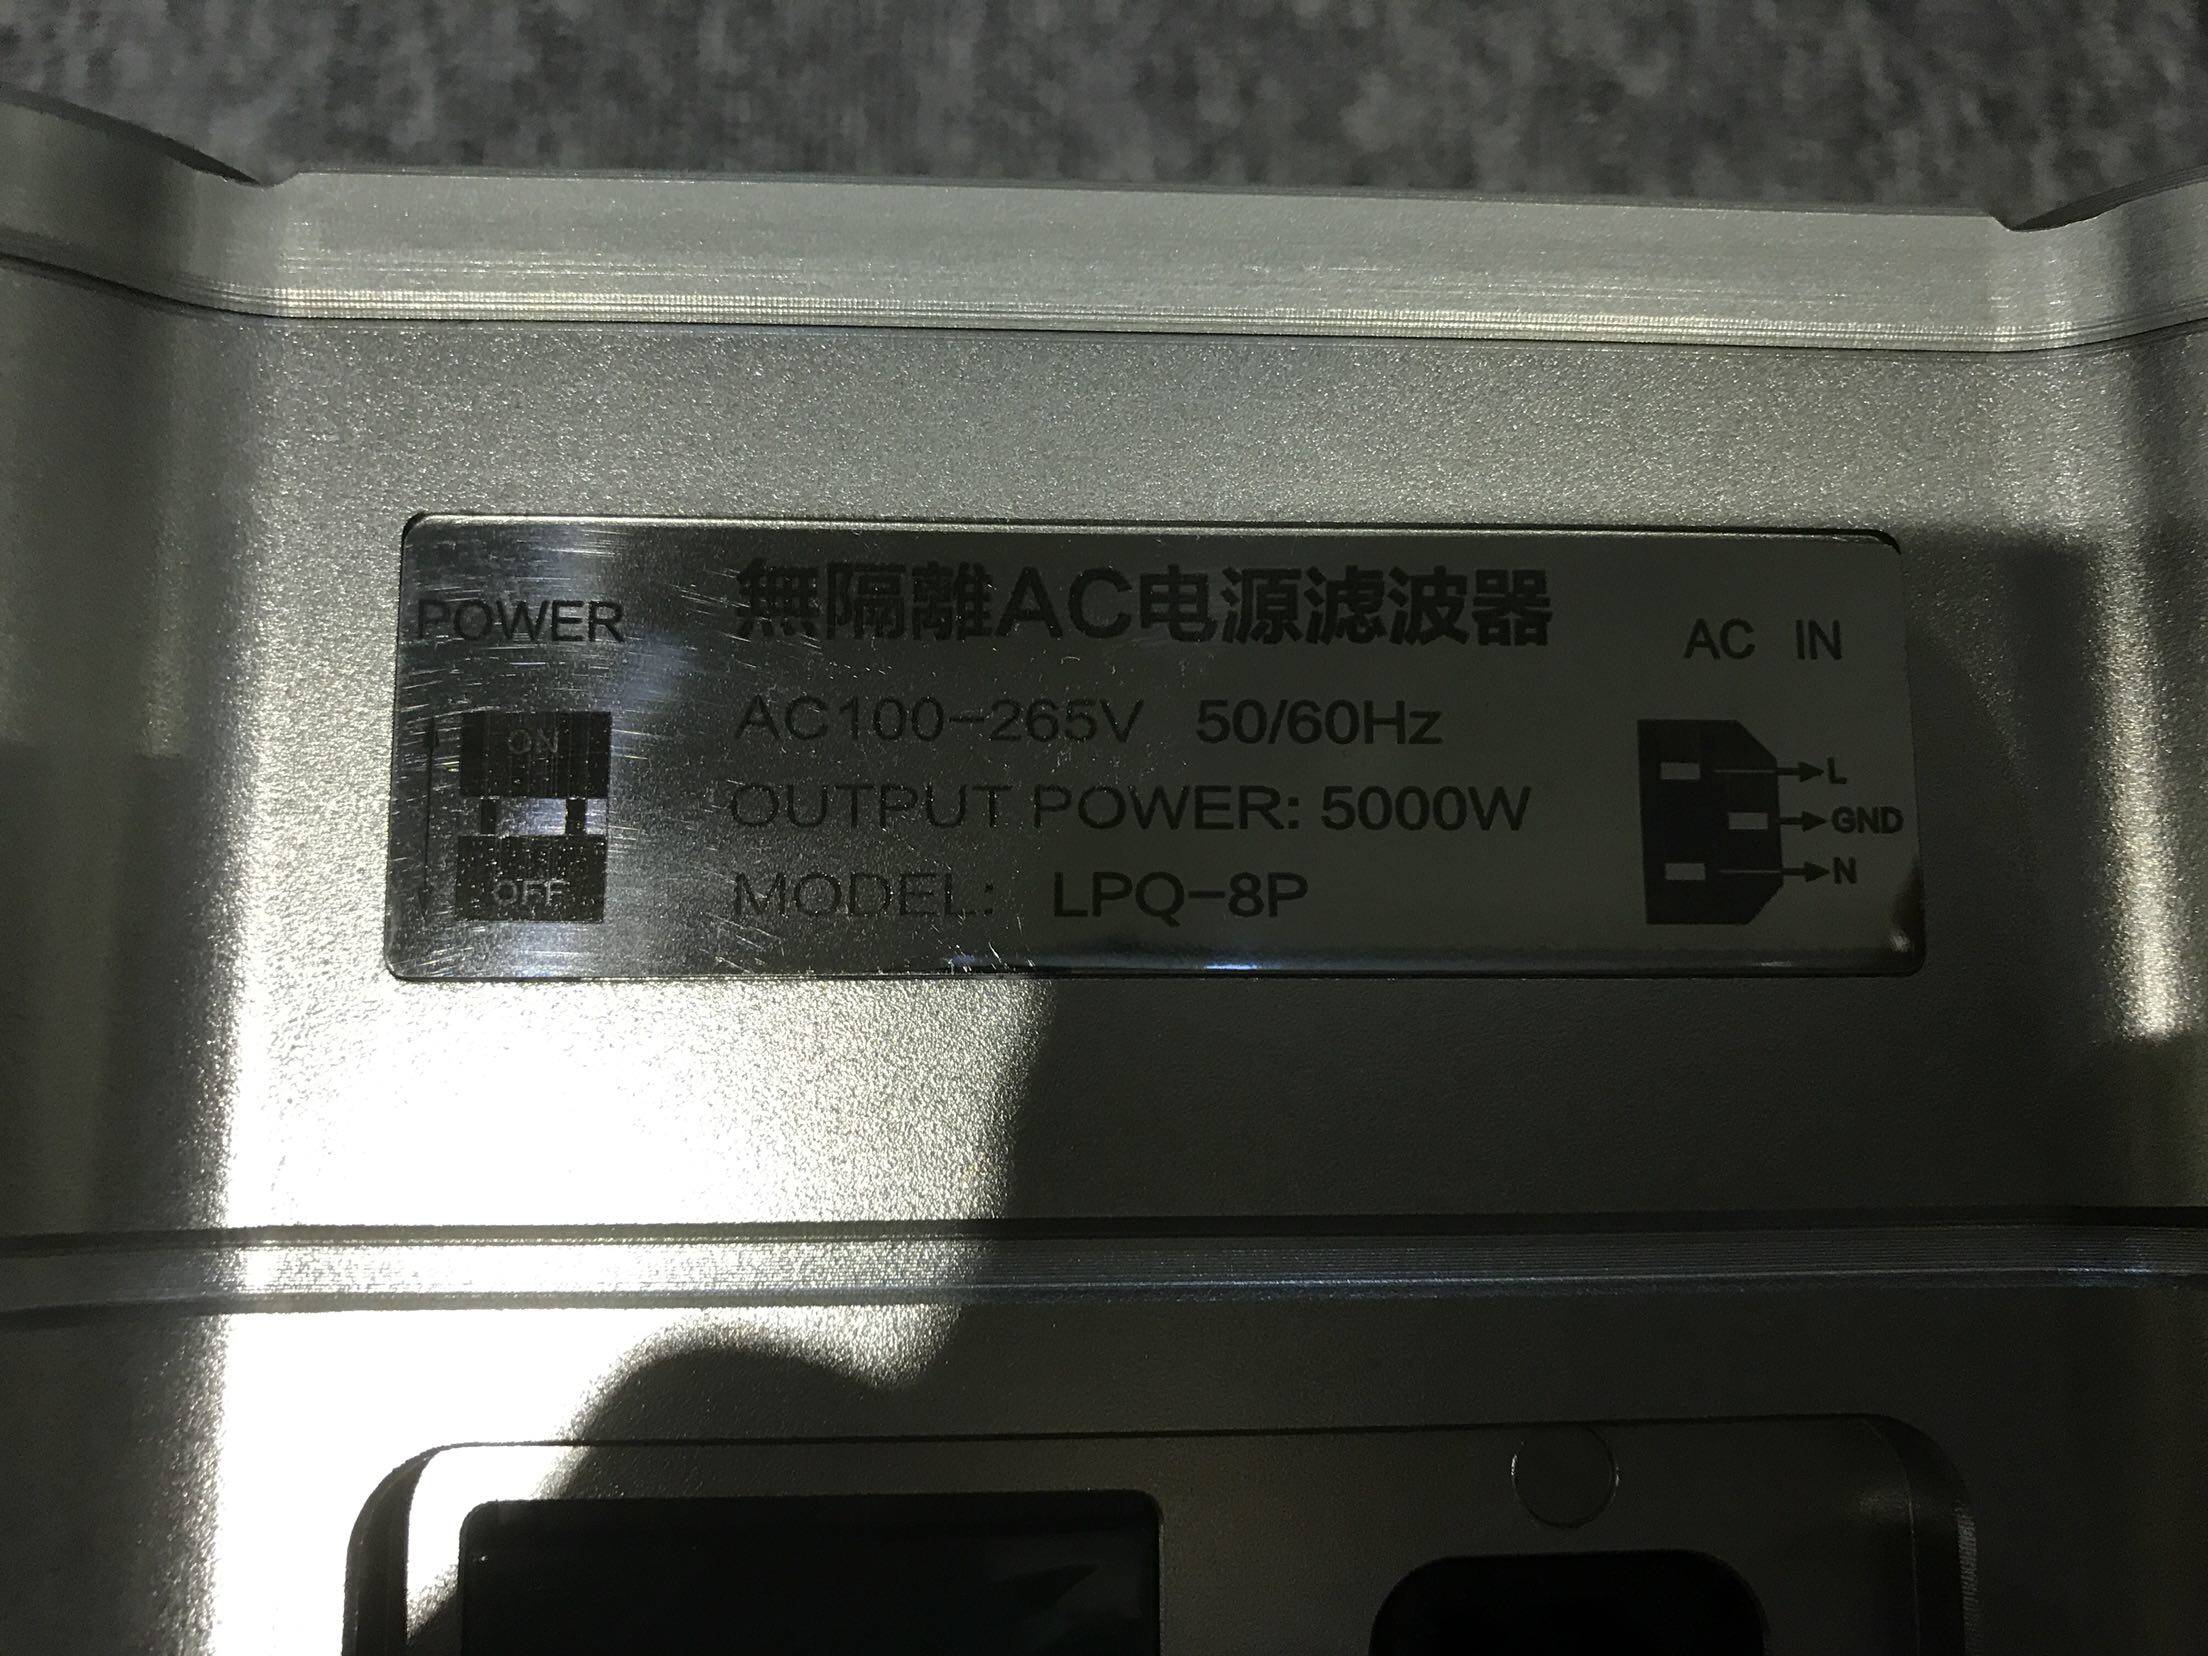 POWER
ON
OFF
無隔離AC电源滤波器
AC100-265V 50/60Hz
OUTPUT POWER: 5000W
MODEL: LPQ-8P
AC IN
L
GND
N